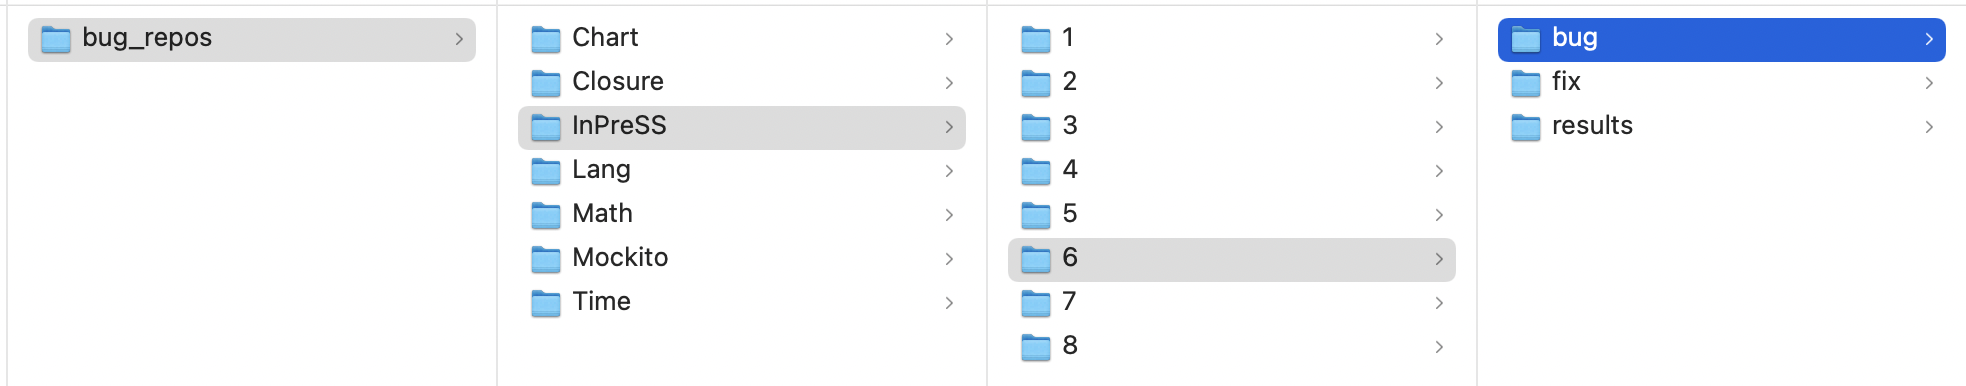 bug_repos
Chart
Closure
InPreSS
Lang
Math
Mockito
Time
1
2
3
4
5
6
7
8
bug
fix
results